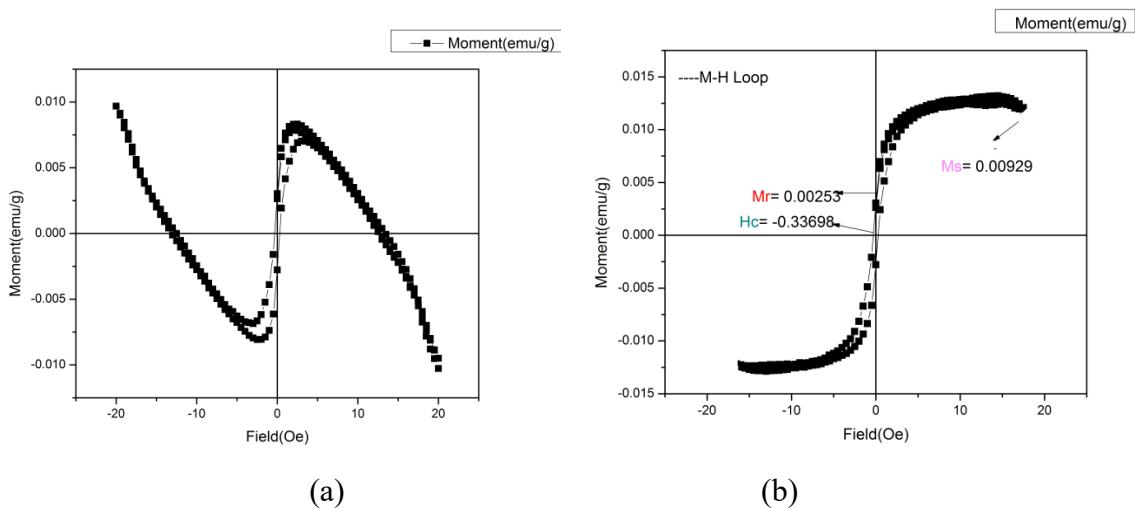 Moment(emu/g)
0.010
0.005
0.000
-0.005
-0.010
-20
-10
0
10
20
Moment(emu/g)
Field(Oe)
(a)
Moment(emu/g)
----M-H Loop
0.015
0.010
0.005
0.000
-0.005
-0.010
-0.015
Ms= 0.00929
Mr= 0.00253
Hc= -0.33698
-20
-10
0
10
20
Moment(emu/g)
Field(Oe)
(b)